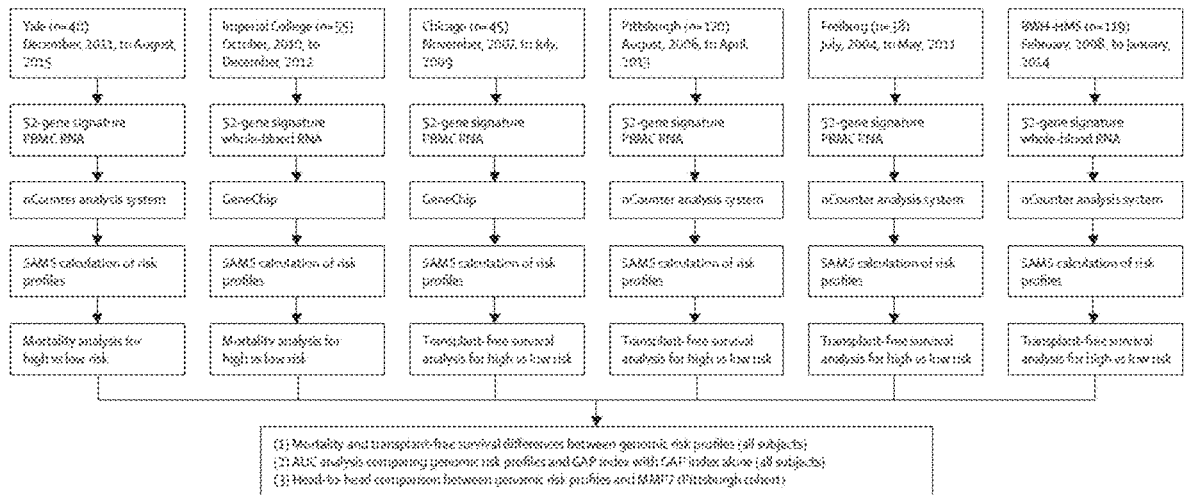 Yale (n=40)
December, 2011, to August,
2015
Imperial College (n=55)
October, 2010, to
December, 2012
Chicago (n=45)
November, 2007, to July,
2009
Pittsburgh (n=120)
August, 2006, to April,
2013
Freiburg (n=38)
July, 2004, to May, 2011
BWH-HMS (n=119)
February, 2008, to January,
2014
52-gene signature
PBMC RNA
52-gene signature
whole-blood RNA
52-gene signature
PBMC RNA
52-gene signature
PBMC RNA
52-gene signature
PBMC RNA
52-gene signature
whole-blood RNA
nCounter analysis system
GeneChip
GeneChip
nCounter analysis system
nCounter analysis system
nCounter analysis system
SAMS calculation of risk
profiles
SAMS calculation of risk
profiles
SAMS calculation of risk
profiles
SAMS calculation of risk
profiles
SAMS calculation of risk
profiles
SAMS calculation of risk
profiles
Mortality analysis for
high vs low risk
Mortality analysis for
high vs low risk
Transplant-free survival
analysis for high vs low risk
Transplant-free survival
analysis for high vs low risk
Transplant-free survival
analysis for high vs low risk
Transplant-free survival
analysis for high vs low risk
(1) Mortality and transplant-free survival differences between genomic risk profiles (all subjects)
(2) AUC analysis comparing genomic risk profiles and GAP index with GAP index alone (all subjects)
(3) Head-to-head comparison between genomic risk profiles and MMP7 (Pittsburgh cohort)